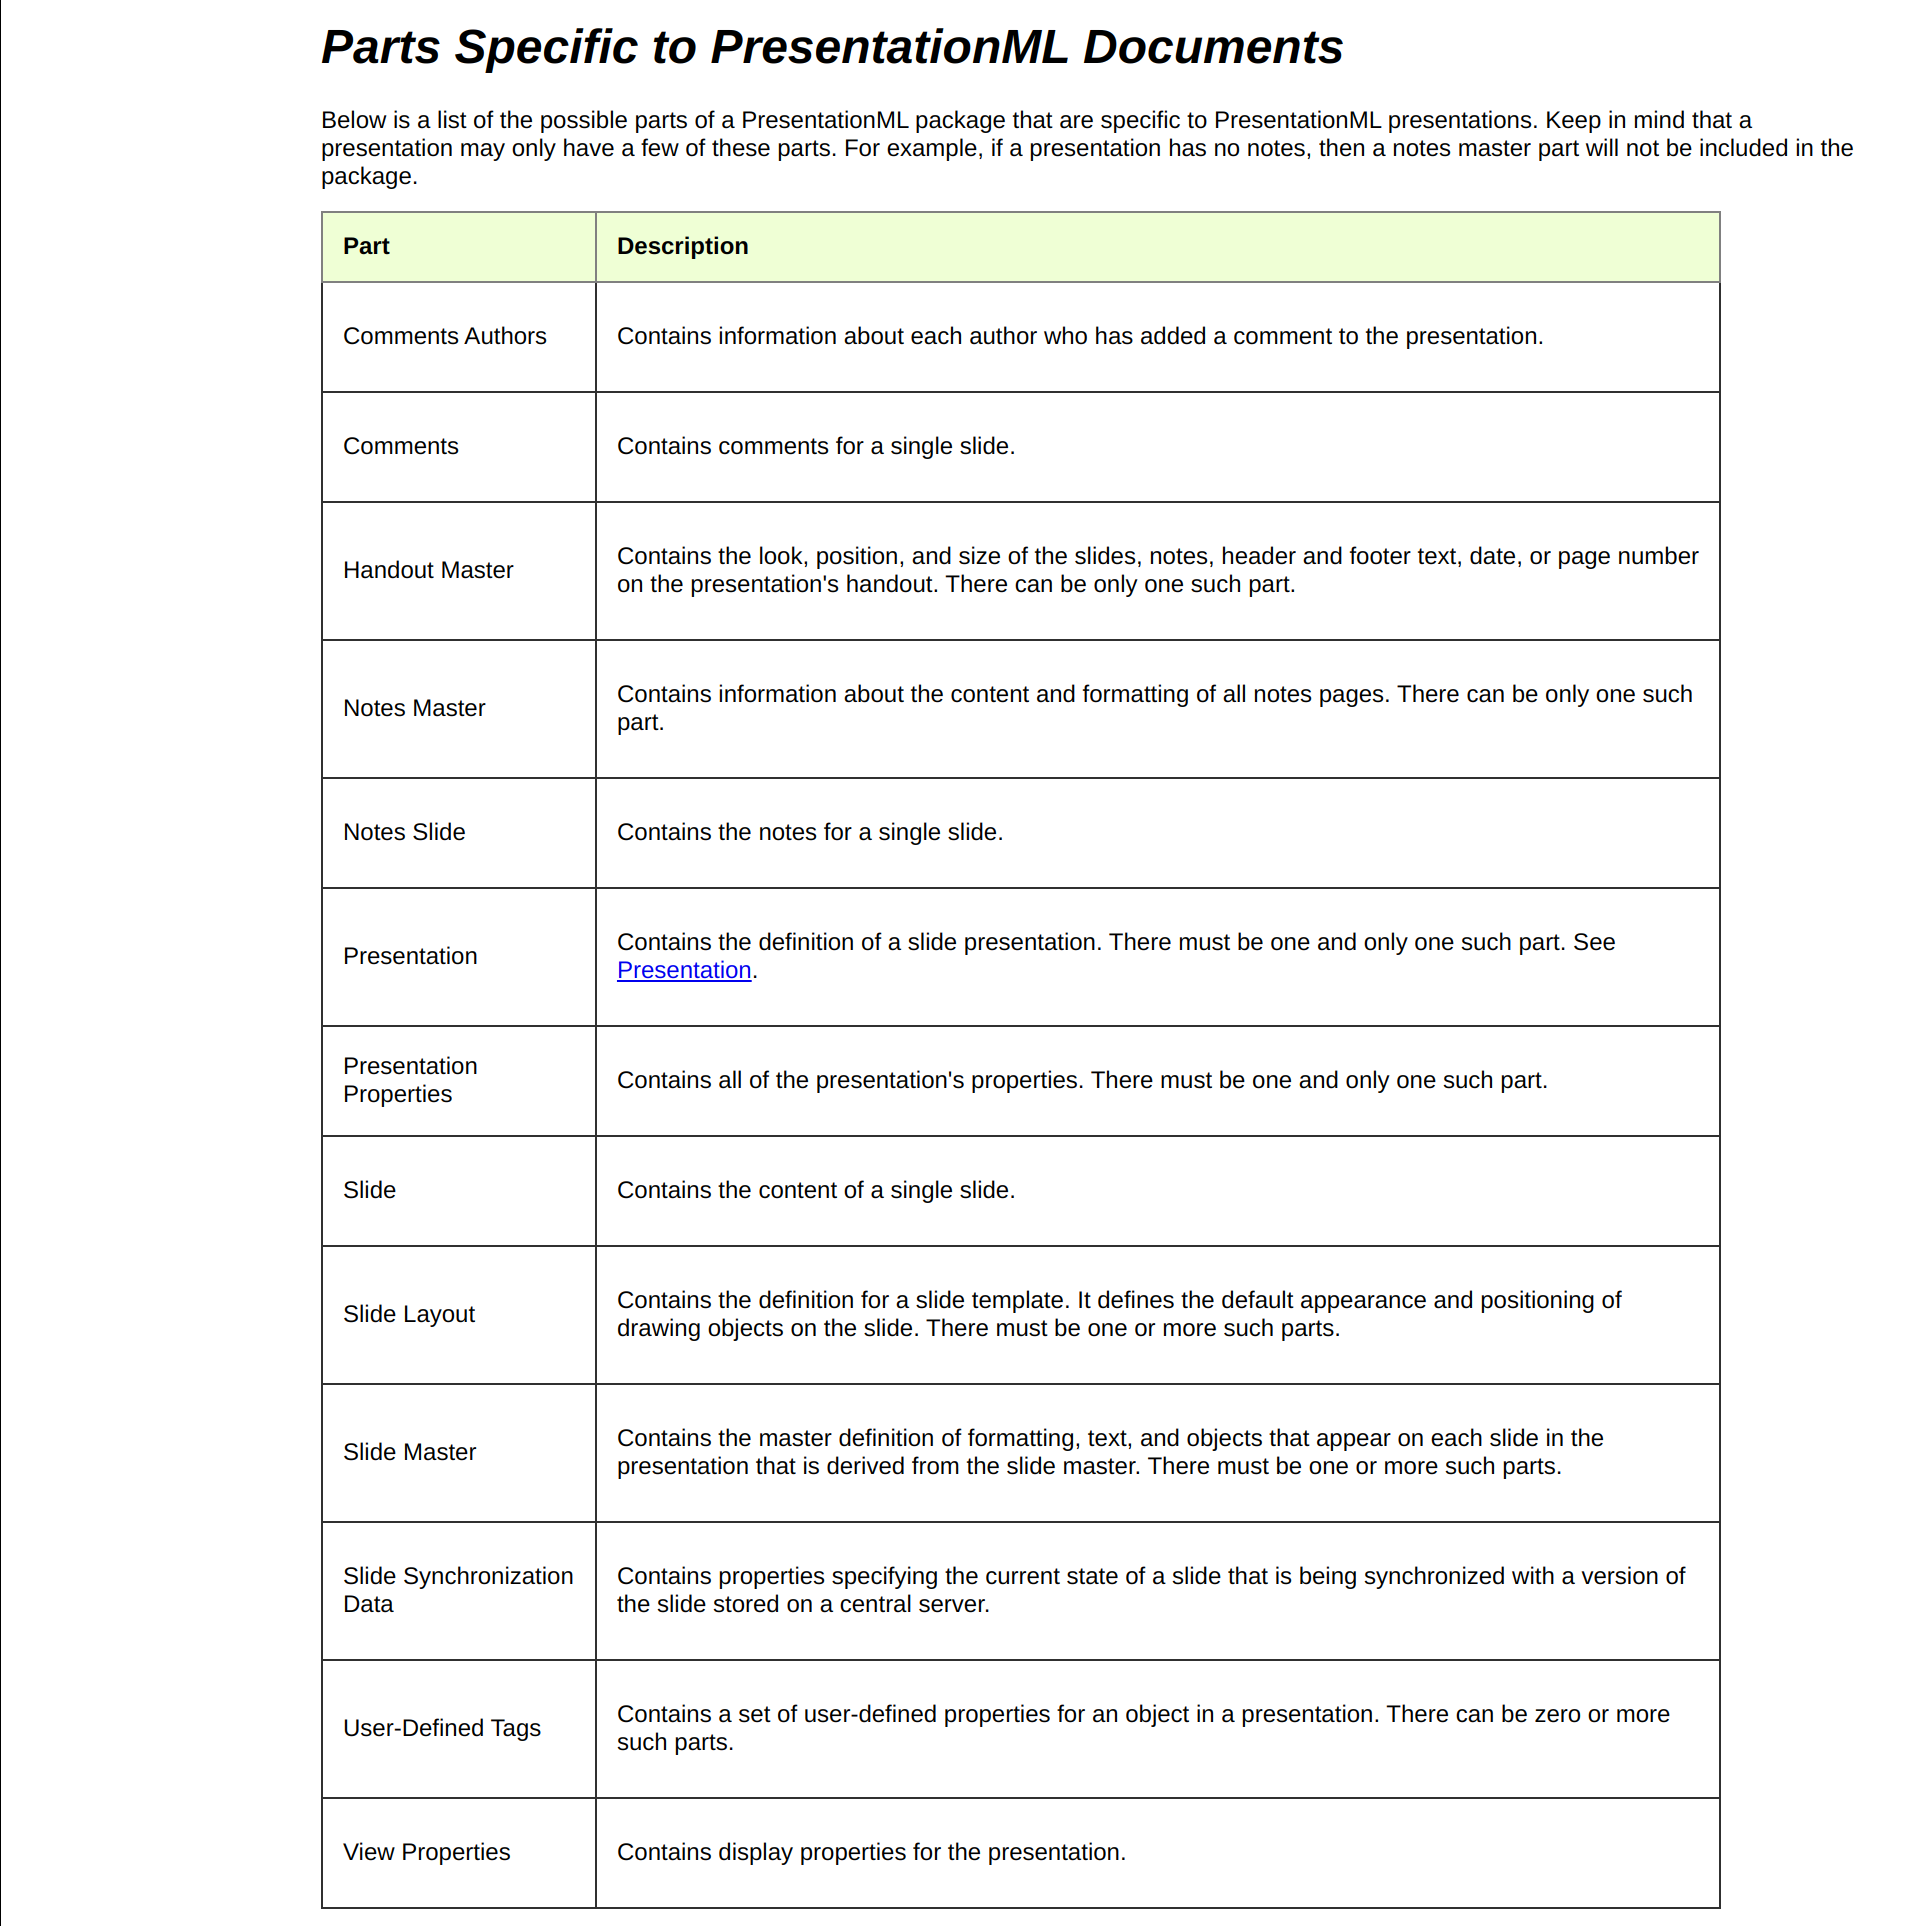 Parts Specific to PresentationML Documents
Below is a list of the possible parts of a PresentationML package that are specific to PresentationML presentations. Keep in mind that a
presentation may only have a few of these parts. For example, if a presentation has no notes, then a notes master part will not be included in the
package.
Part Description
Comments Authors Contains information about each author who has added a comment to the presentation.
Comments Contains comments for a single slide.
Handout Master
Contains the look, position, and size of the slides, notes, header and footer text, date, or page number
on the presentation's handout. There can be only one such part.
Notes Master
Contains information about the content and formatting of all notes pages. There can be only one such
part.
Notes Slide Contains the notes for a single slide.
Presentation
Contains the definition of a slide presentation. There must be one and only one such part. See
Presentation.
Presentation
Properties
Contains all of the presentation's properties. There must be one and only one such part.
Slide Contains the content of a single slide.
Slide Layout
Contains the definition for a slide template. It defines the default appearance and positioning of
drawing objects on the slide. There must be one or more such parts.
Slide Master
Contains the master definition of formatting, text, and objects that appear on each slide in the
presentation that is derived from the slide master. There must be one or more such parts.
Slide Synchronization
Data
Contains properties specifying the current state of a slide that is being synchronized with a version of
the slide stored on a central server.
User-Defined Tags
Contains a set of user-defined properties for an object in a presentation. There can be zero or more
such parts.
View Properties Contains display properties for the presentation.